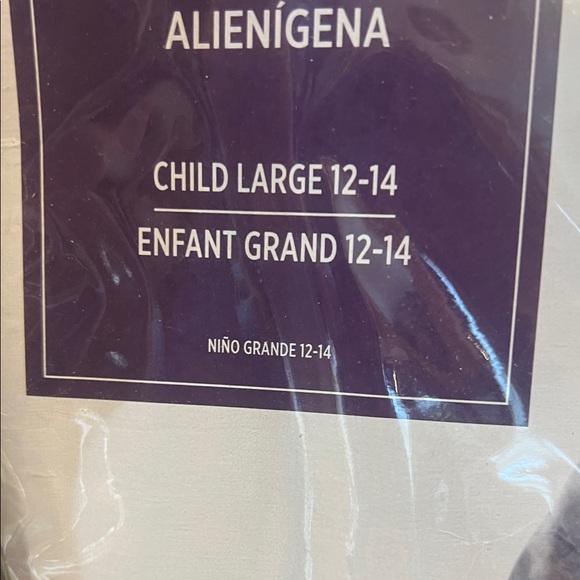 ALIENÍGENA
CHILD LARGE 12-14
ENFANT GRAND 12-14
NIÑO GRANDE 12-14